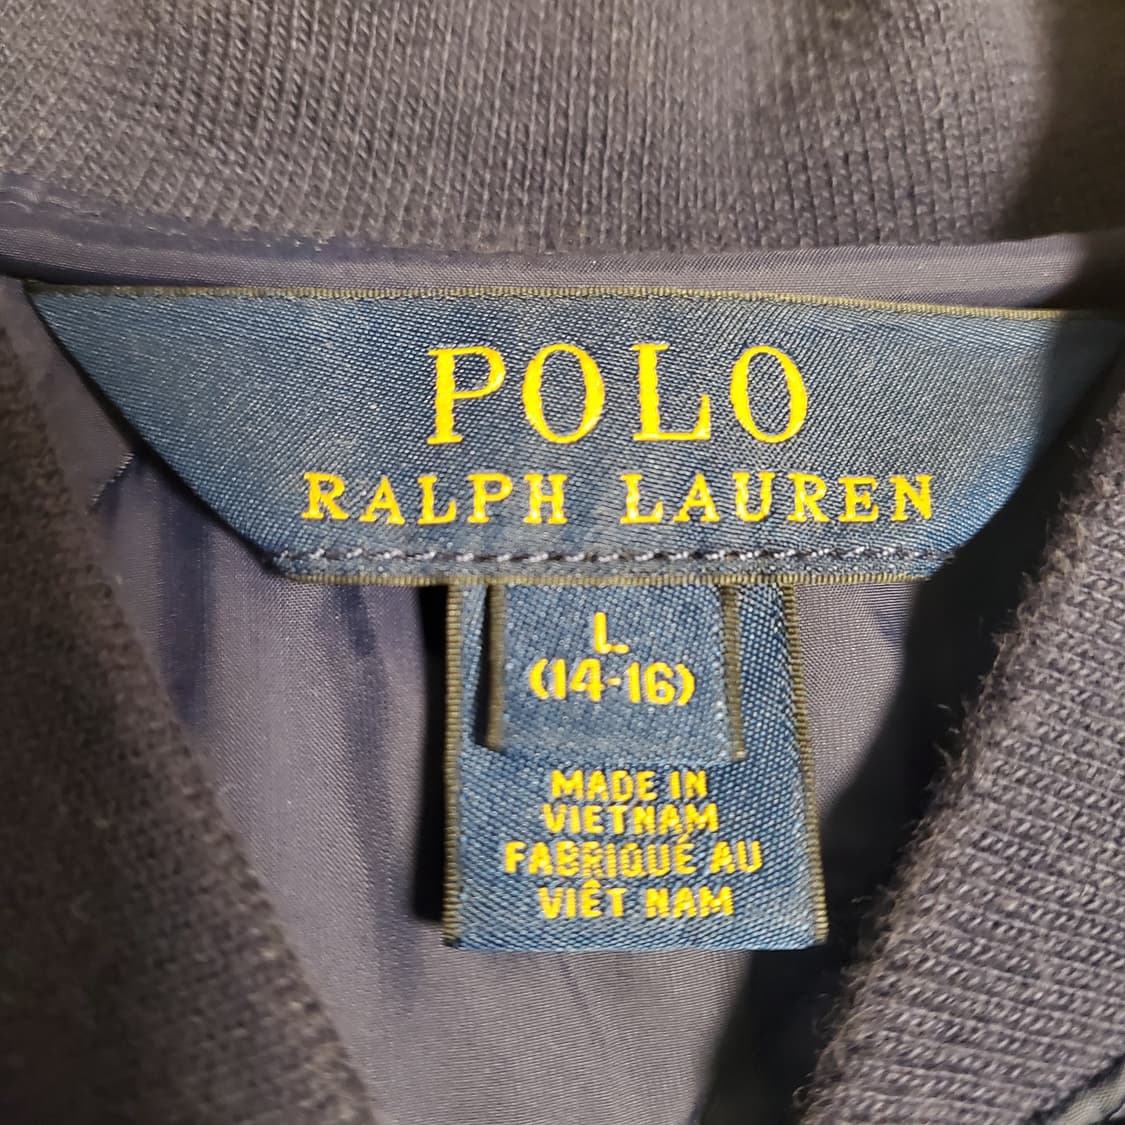 POLO
RALPH LAUREN
L
(14-16)
MADE IN
VIETNAM
FABRIQUÉ AU
VIÊT NAM